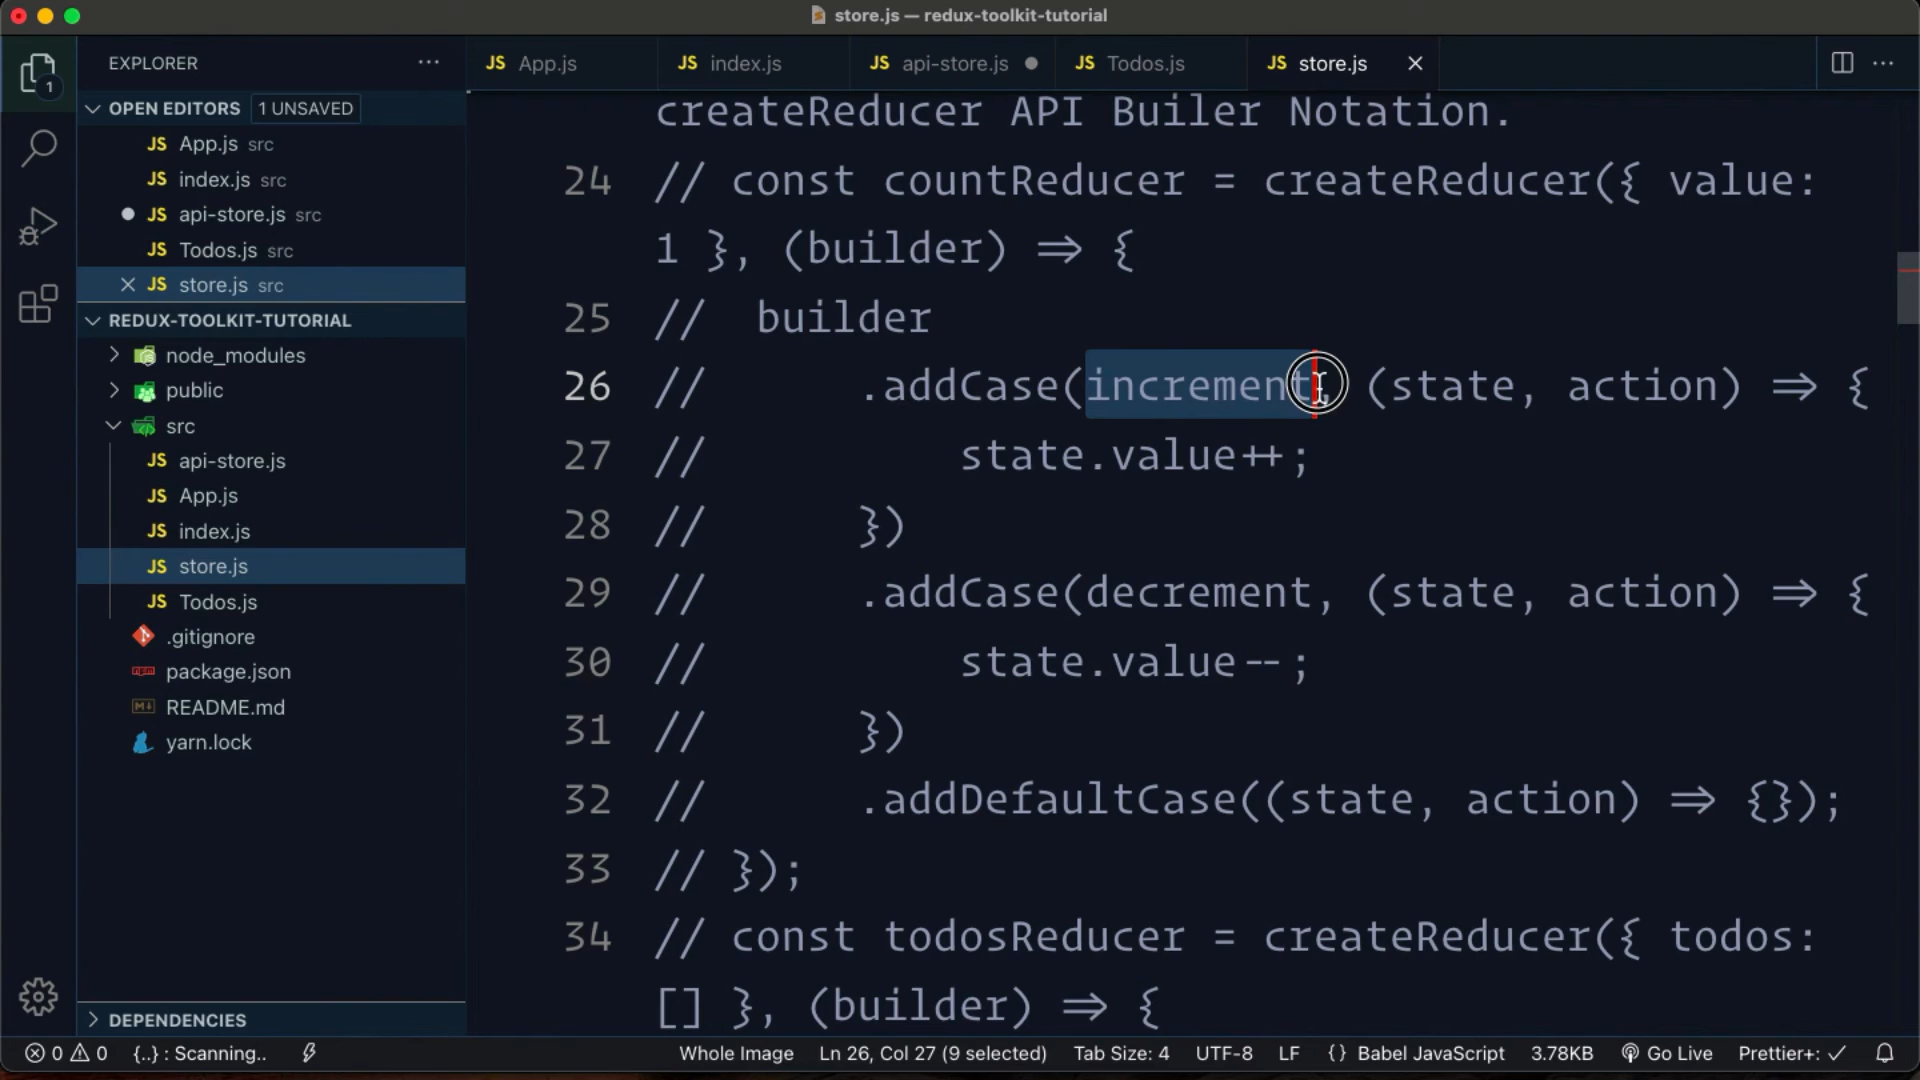 store.js — redux-toolkit-tutorial
EXPLORER
JS App.js
JS index.js
JS api-store.js
JS Todos.js
JS store.js
OPEN EDITORS 1 UNSAVED
JS App.js src
JS index.js src
JS api-store.js src
JS Todos.js src
JS store.js src
REDUX-TOOLKIT-TUTORIAL
node_modules
public
src
JS api-store.js
JS App.js
JS index.js
JS store.js
JS Todos.js
.gitignore
package.json
README.md
yarn.lock
DEPENDENCIES
createReducer API Builer Notation.
24 // const countReducer = createReducer({ value:
1 }, (builder) => {
25 // builder
26 // .addCase(increment, (state, action) => {
27 // state.value++;
28 // })
29 // .addCase(decrement, (state, action) => {
30 // state.value--;
31 // })
32 // .addDefaultCase((state, action) => {});
33 // });
34 // const todosReducer = createReducer({ todos:
[] }, (builder) => {
0 0 {..} : Scanning.. Whole Image Ln 26, Col 27 (9 selected) Tab Size: 4 UTF-8 LF {} Babel JavaScript 3.78KB Go Live Prettier+: ✓